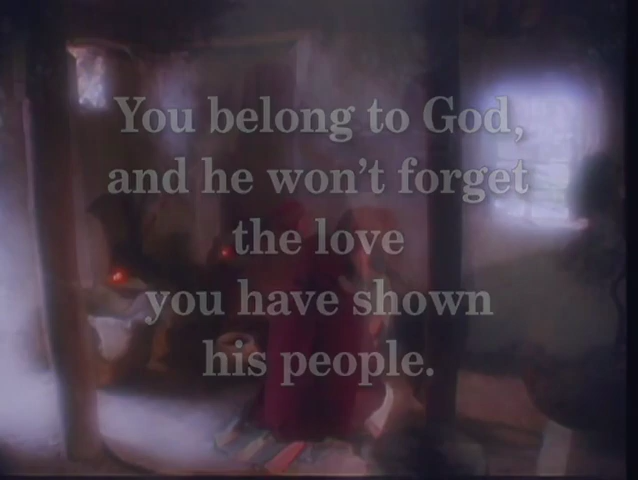 You belong to God,
and he won't forget
the love
you have shown
his people.